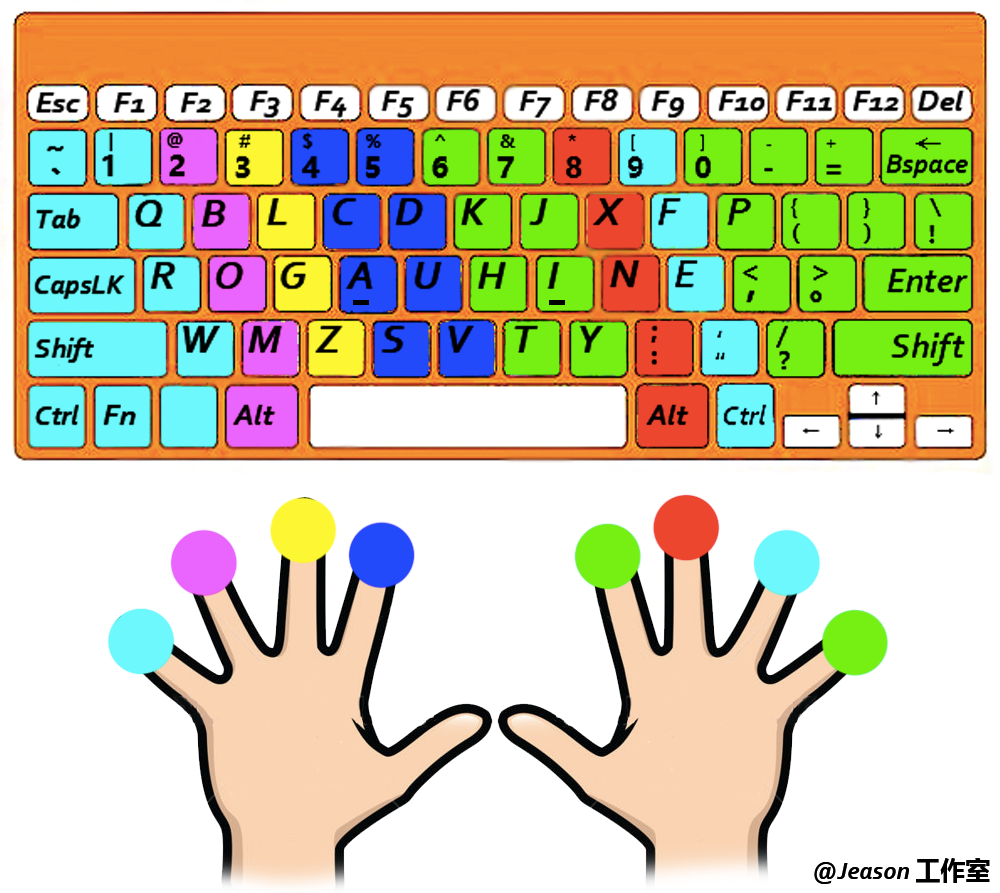 Esc F1 F2 F3 F4 F5 F6 F7 F8 F9 F10 F11 F12 Del
~ | @ # $ % ^ & * [ ] - + ←
` 1 2 3 4 5 6 7 8 9 0 - = Bspace
Tab Q B L C D K J X F P { } \
( ) !
CapsLK R O G A U H I N E < > Enter
, o
Shift W M Z S V T Y : ' / Shift
: " ?
Ctrl Fn Alt Alt Ctrl ↑
← ↓ →
@Jeason 工作室